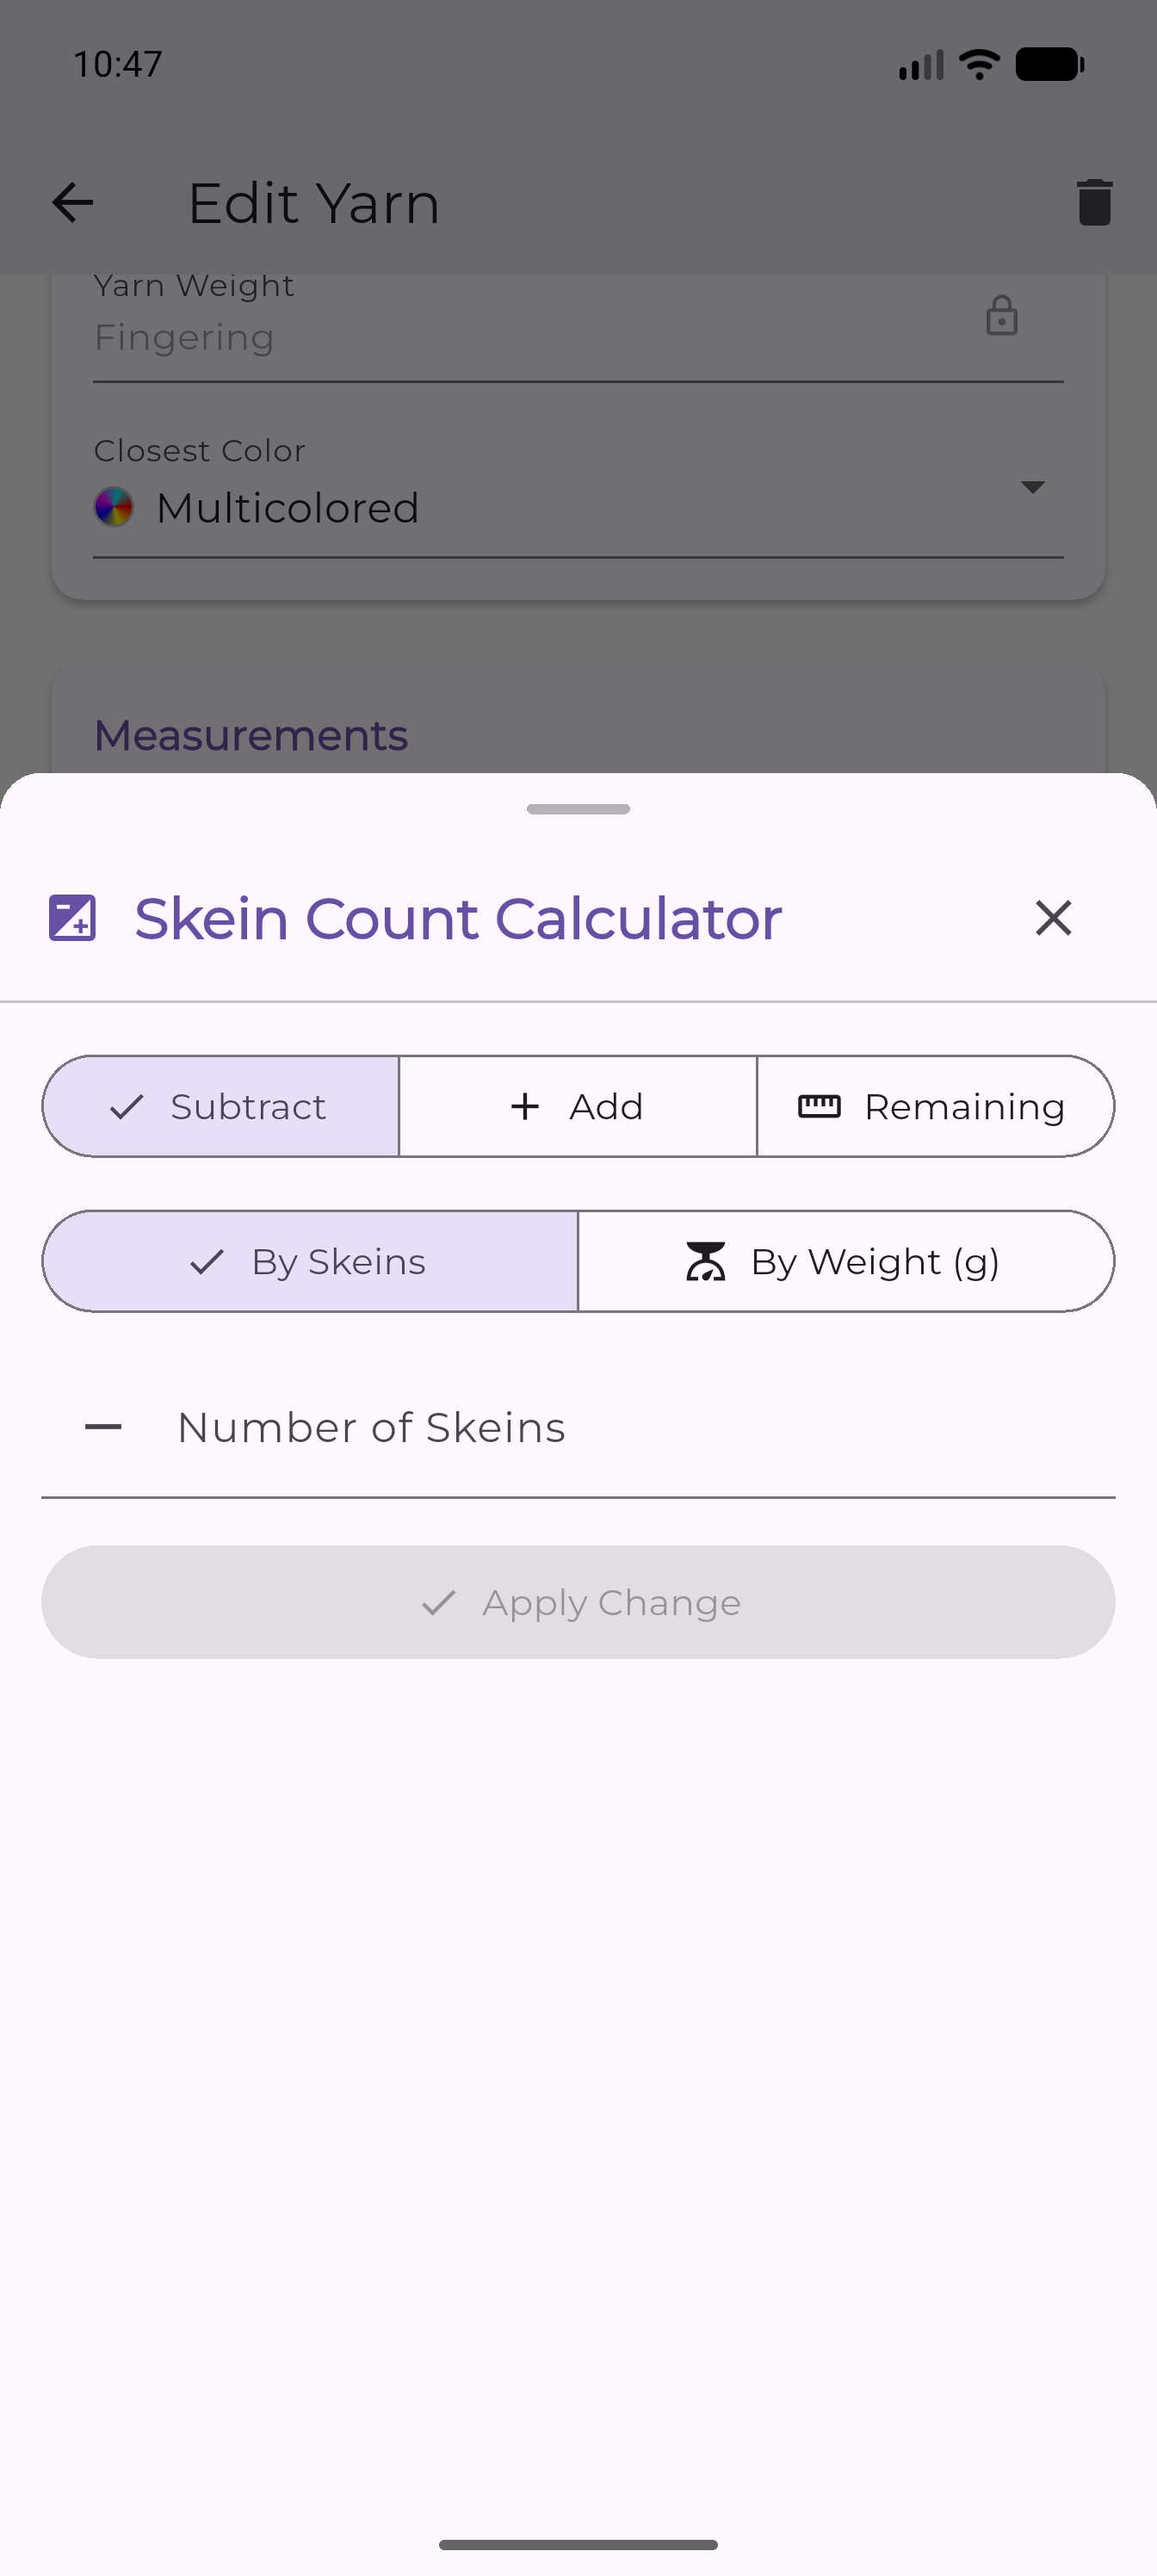 10:47
Edit Yarn
Yarn Weight
Fingering
Closest Color
Multicolored
Measurements
Skein Count Calculator
Subtract
Add
Remaining
By Skeins
By Weight (g)
Number of Skeins
Apply Change